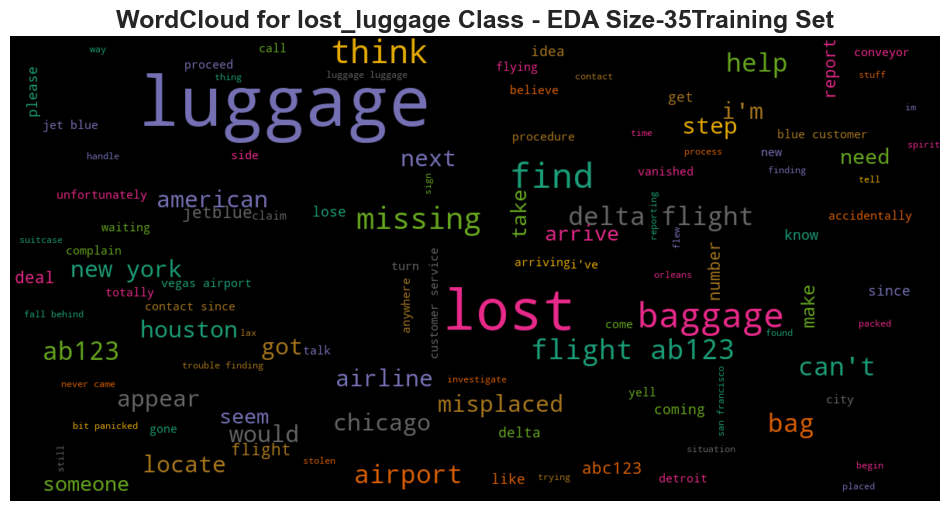 WordCloud for lost_luggage Class - EDA Size-35Training Set
way
call
think
idea
help
report
conveyor
please
proceed
thing
luggage luggage
flying
contact
stuff
believe
luggage
get
i'm
im
jet blue
procedure
step
time
blue customer
spirit
handle
side
next
process
new
need
unfortunately
american
sign
find
vanished
finding
tell
jetblue
claim
lose
missing
take
delta flight
reporting
accidentally
waiting
arrive
flew
know
suitcase
complain
deal
new york
vegas airport
turn
customer service
arriving
i've
orleans
number
since
totally
contact since
anywhere
make
fall behind
houston
lax
lost
come
baggage
found
packed
ab123
got
talk
flight ab123
can't
trouble finding
never came
airline
investigate
yell
san francisco
appear
seem
misplaced
coming
city
bit panicked
gone
would
chicago
delta
bag
still
flight
situation
locate
stolen
airport
like
trying
abc123
detroit
begin
someone
placed